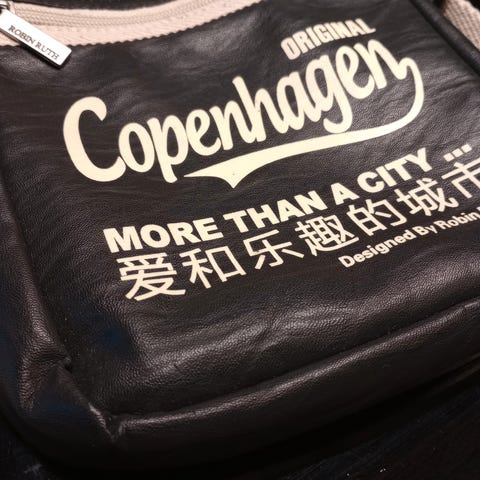 ROBIN RUTH
ORIGINAL
Copenhagen
MORE THAN A CITY ...
爱和乐趣的城市
Designed By Robin